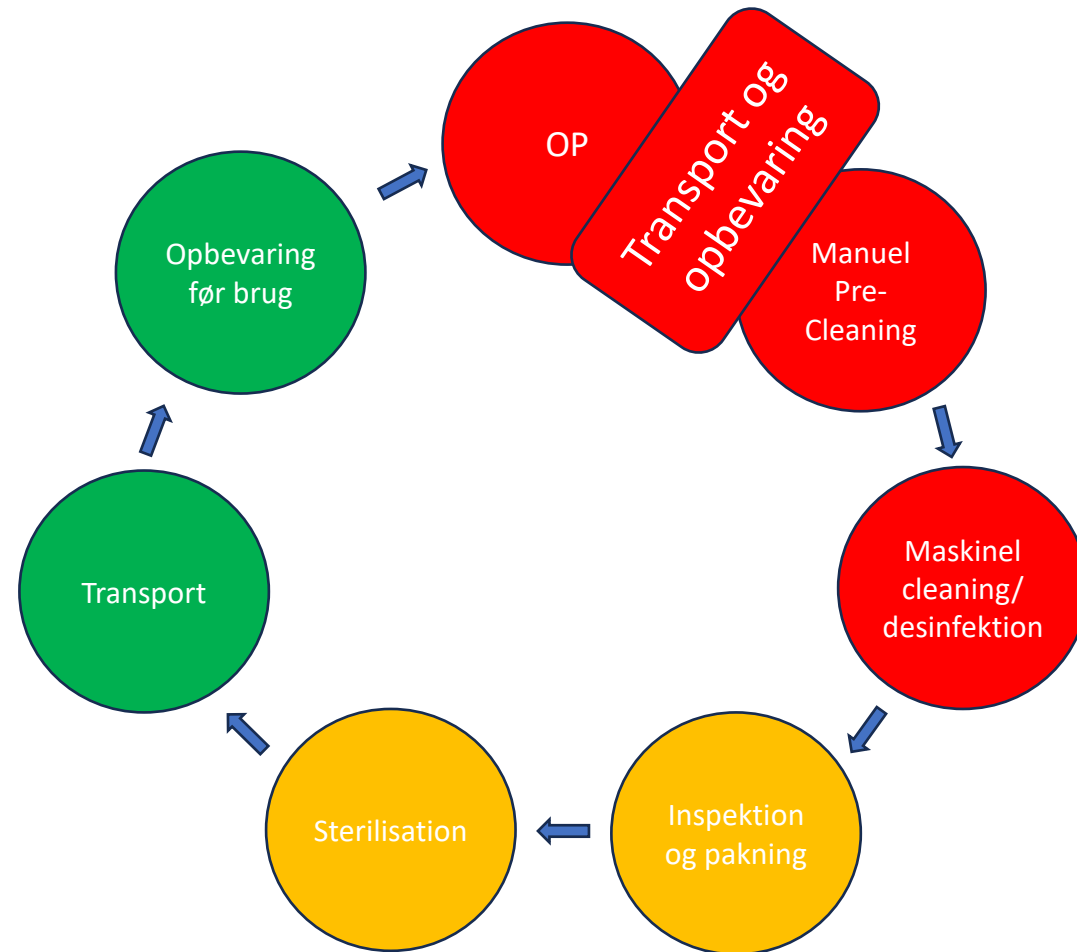 OP
Transport og
opbevaring
Manuel
Pre-
Cleaning
Maskinel
cleaning/
desinfektion
Inspektion
og pakning
Sterilisation
Transport
Opbevaring
før brug